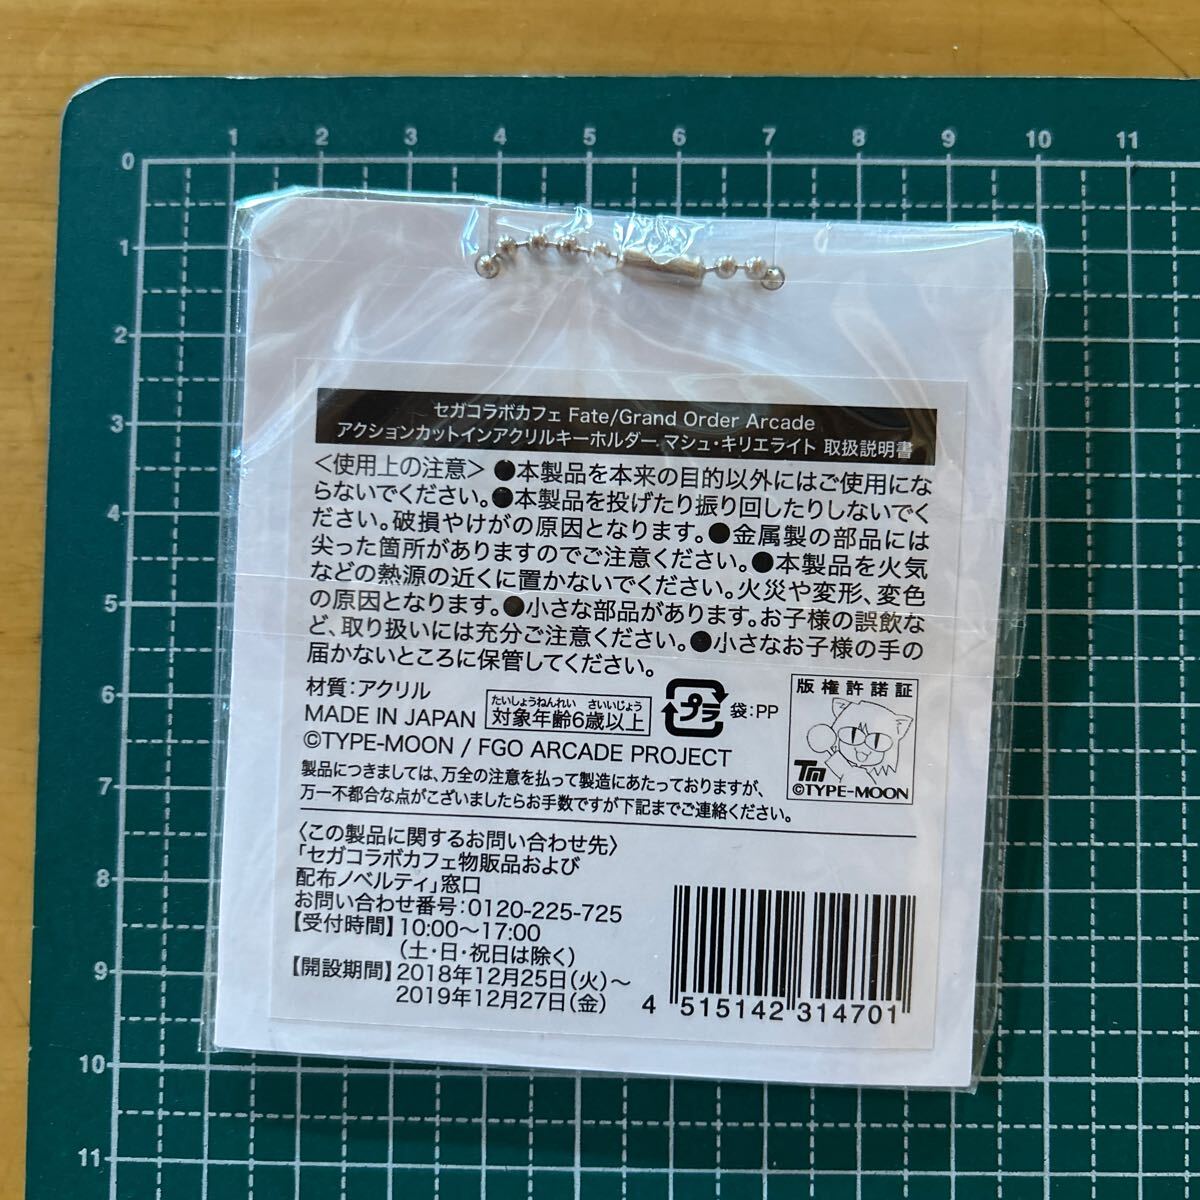 1 2 3 4 5 6 7 8 9 10 11
0
1
2
3
4
5
6
7
8
9
10
11
セガコラボカフェ Fate/Grand Order Arcade
アクションカットインアクリルキーホルダー マシュ・キリエライト 取扱説明書
〈使用上の注意〉●本製品を本来の目的以外にはご使用にな
らないでください。●本製品を投げたり振り回したりしないでく
ださい。破損やけがの原因となります。●金属製の部品には
尖った箇所がありますのでご注意ください。●本製品を火気
などの熱源の近くに置かないでください。火災や変形、変色
の原因となります。●小さな部品があります。お子様の誤飲な
ど、取り扱いには充分ご注意ください。●小さなお子様の手の
届かないところに保管してください。
材質：アクリル
MADE IN JAPAN
たいしょうねんれい さいいじょう
対象年齢6歳以上
プラ
袋：PP
版権許諾証
TM
©TYPE-MOON
©TYPE-MOON / FGO ARCADE PROJECT
製品につきましては、万全の注意を払って製造にあたっておりますが、
万一不都合な点がございましたらお手数ですが下記までご連絡ください。
〈この製品に関するお問い合わせ先〉
「セガコラボカフェ物販品および
配布ノベルティ」窓口
お問い合わせ番号：0120-225-725
【受付時間】10:00～17:00
（土・日・祝日は除く）
【開設期間】2018年12月25日（火）～
2019年12月27日（金）
4 515142 314701